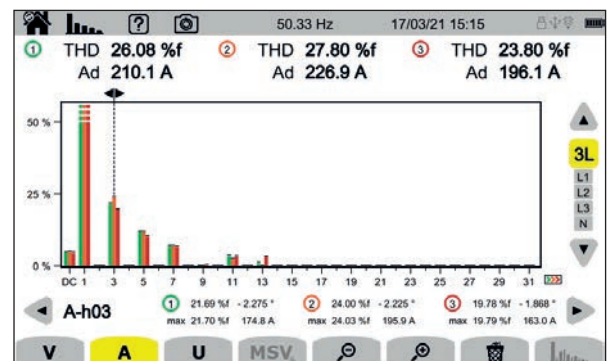 ? 50.33 Hz 17/03/21 15:15
1 THD 26.08 %f 2 THD 27.80 %f 3 THD 23.80 %f
Ad 210.1 A Ad 226.9 A Ad 196.1 A
50 %
25 %
0 %
DC 1 3 5 7 9 11 13 15 17 19 21 23 25 27 29 31
3L
L1
L2
L3
N
A-h03 1 21.69 %f - 2.275 ° 2 24.00 %f - 2.225 ° 3 19.78 %f - 1.868 °
max 21.70 %f 174.8 A max 24.03 %f 195.9 A max 19.79 %f 163.0 A
V A U MSV